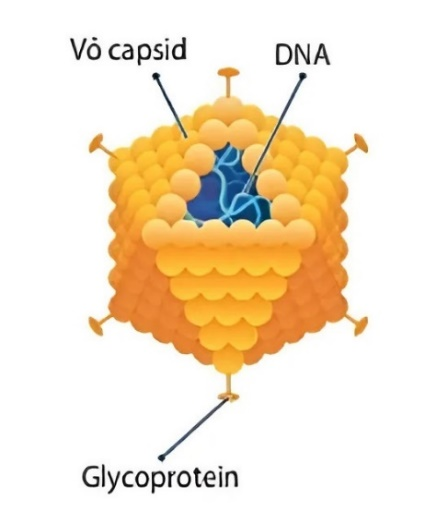 Vỏ capsid
DNA
Glycoprotein